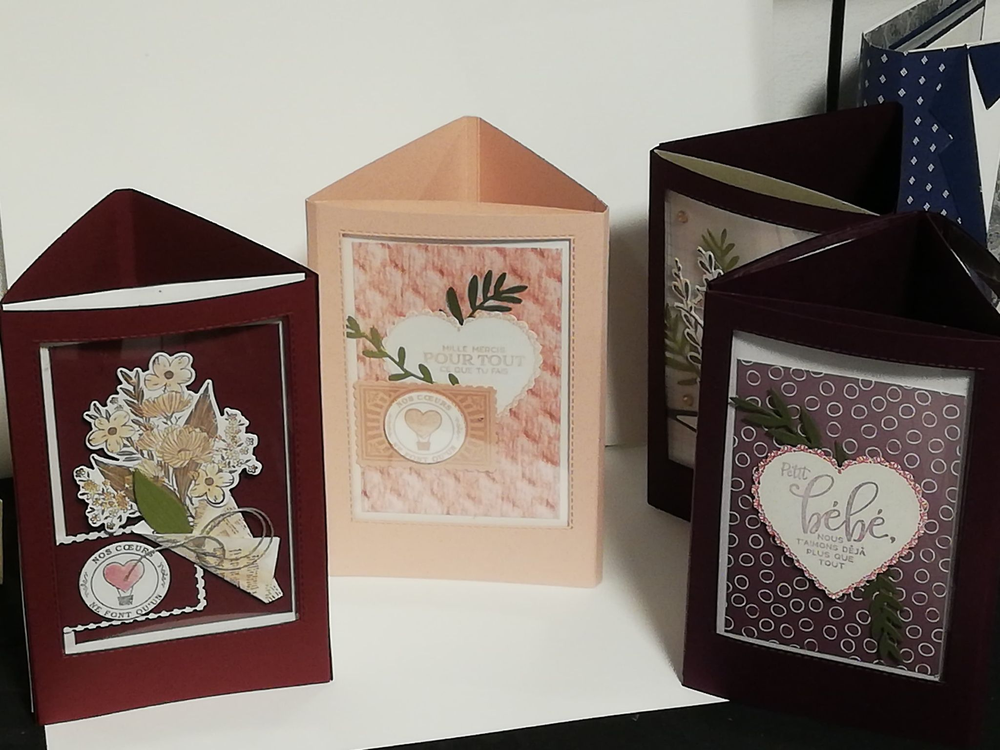 NOS CŒURS
réunis
NE FONT QU'UN
MILLE MERCIS
POUR TOUT
CE QUE TU FAIS
NOS CŒURS
NE FONT QU'UN
Petit
bébé,
NOUS
T'AIMONS DÉJÀ
PLUS QUE
TOUT